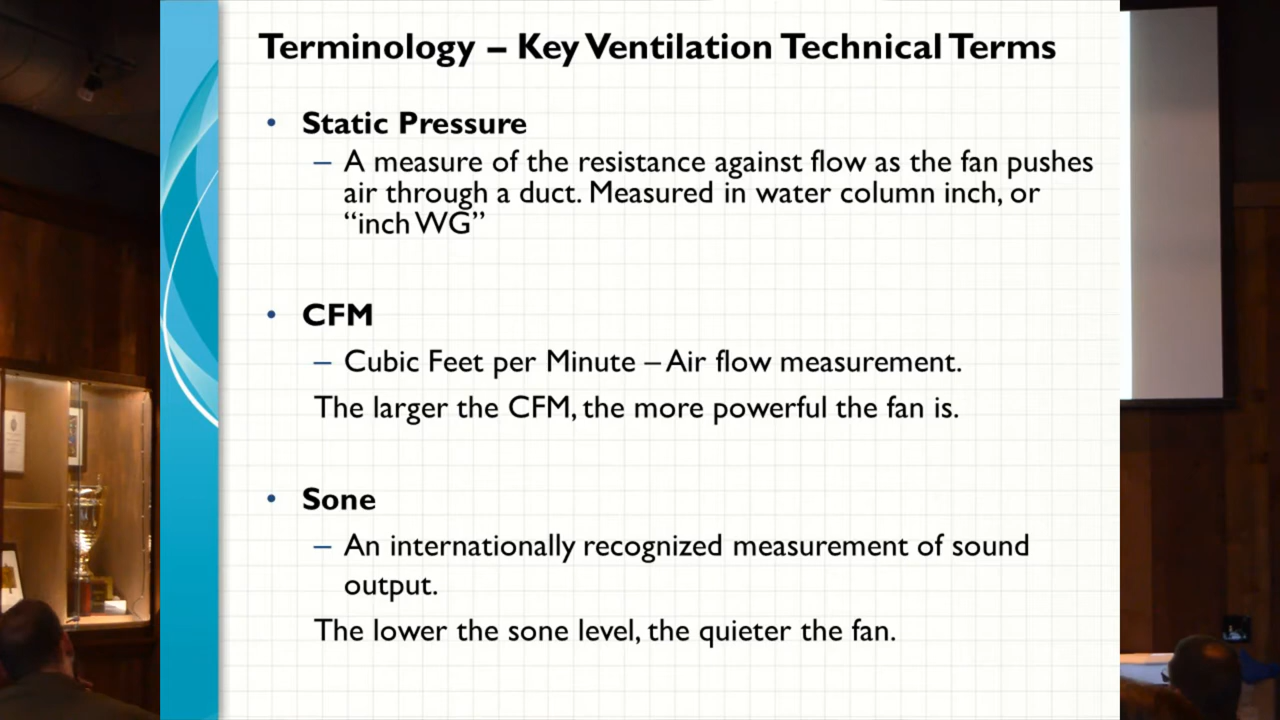 Terminology – Key Ventilation Technical Terms
• Static Pressure
– A measure of the resistance against flow as the fan pushes
air through a duct. Measured in water column inch, or
“inch WG”
• CFM
– Cubic Feet per Minute – Air flow measurement.
The larger the CFM, the more powerful the fan is.
• Sone
– An internationally recognized measurement of sound
output.
The lower the sone level, the quieter the fan.